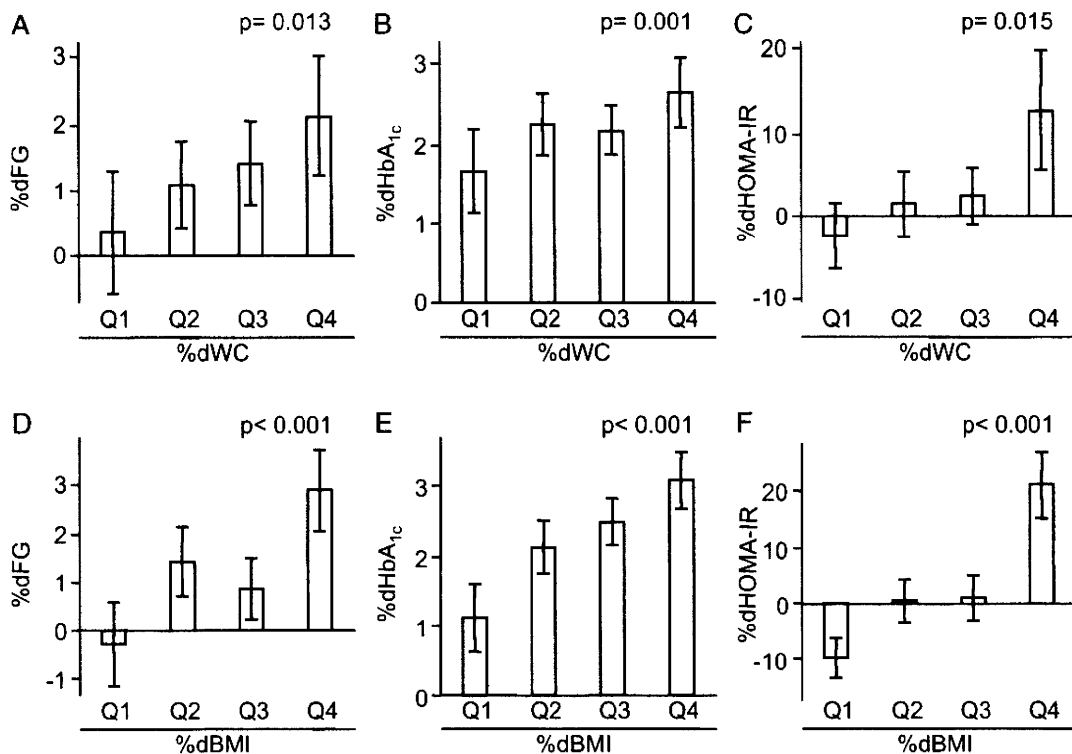 A
p= 0.013
%dFG
3
2
1
0
Q1 Q2 Q3 Q4
%dWC
B
p= 0.001
%dHbA1c
3
2
1
0
Q1 Q2 Q3 Q4
%dWC
C
p= 0.015
%dHOMA-IR
20
10
0
-10
Q1 Q2 Q3 Q4
%dWC
D
p< 0.001
%dFG
3
2
1
0
-1
Q1 Q2 Q3 Q4
%dBMI
E
p< 0.001
%dHbA1c
3
2
1
0
Q1 Q2 Q3 Q4
%dBMI
F
p< 0.001
%dHOMA-IR
20
10
0
-10
Q1 Q2 Q3 Q4
%dBMI